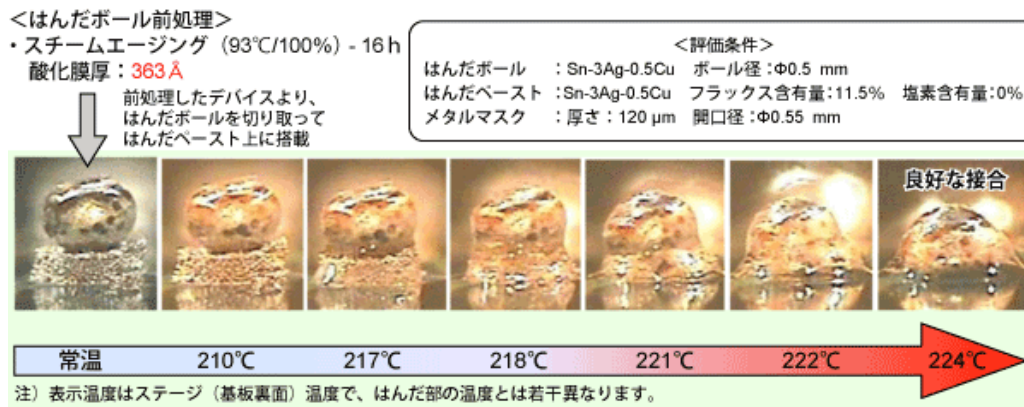 ＜はんだボール前処理＞
・スチームエージング（93℃/100%）- 16 h
酸化膜厚：363Å
前処理したデバイスより、
はんだボールを切り取って
はんだペースト上に搭載
＜評価条件＞
はんだボール ：Sn-3Ag-0.5Cu ボール径：Φ0.5 mm
はんだペースト：Sn-3Ag-0.5Cu フラックス含有量：11.5% 塩素含有量：0%
メタルマスク ：厚さ：120 μm 開口径：Φ0.55 mm
良好な接合
常温 210℃ 217℃ 218℃ 221℃ 222℃ 224℃
注）表示温度はステージ（基板裏面）温度で、はんだ部の温度とは若干異なります。